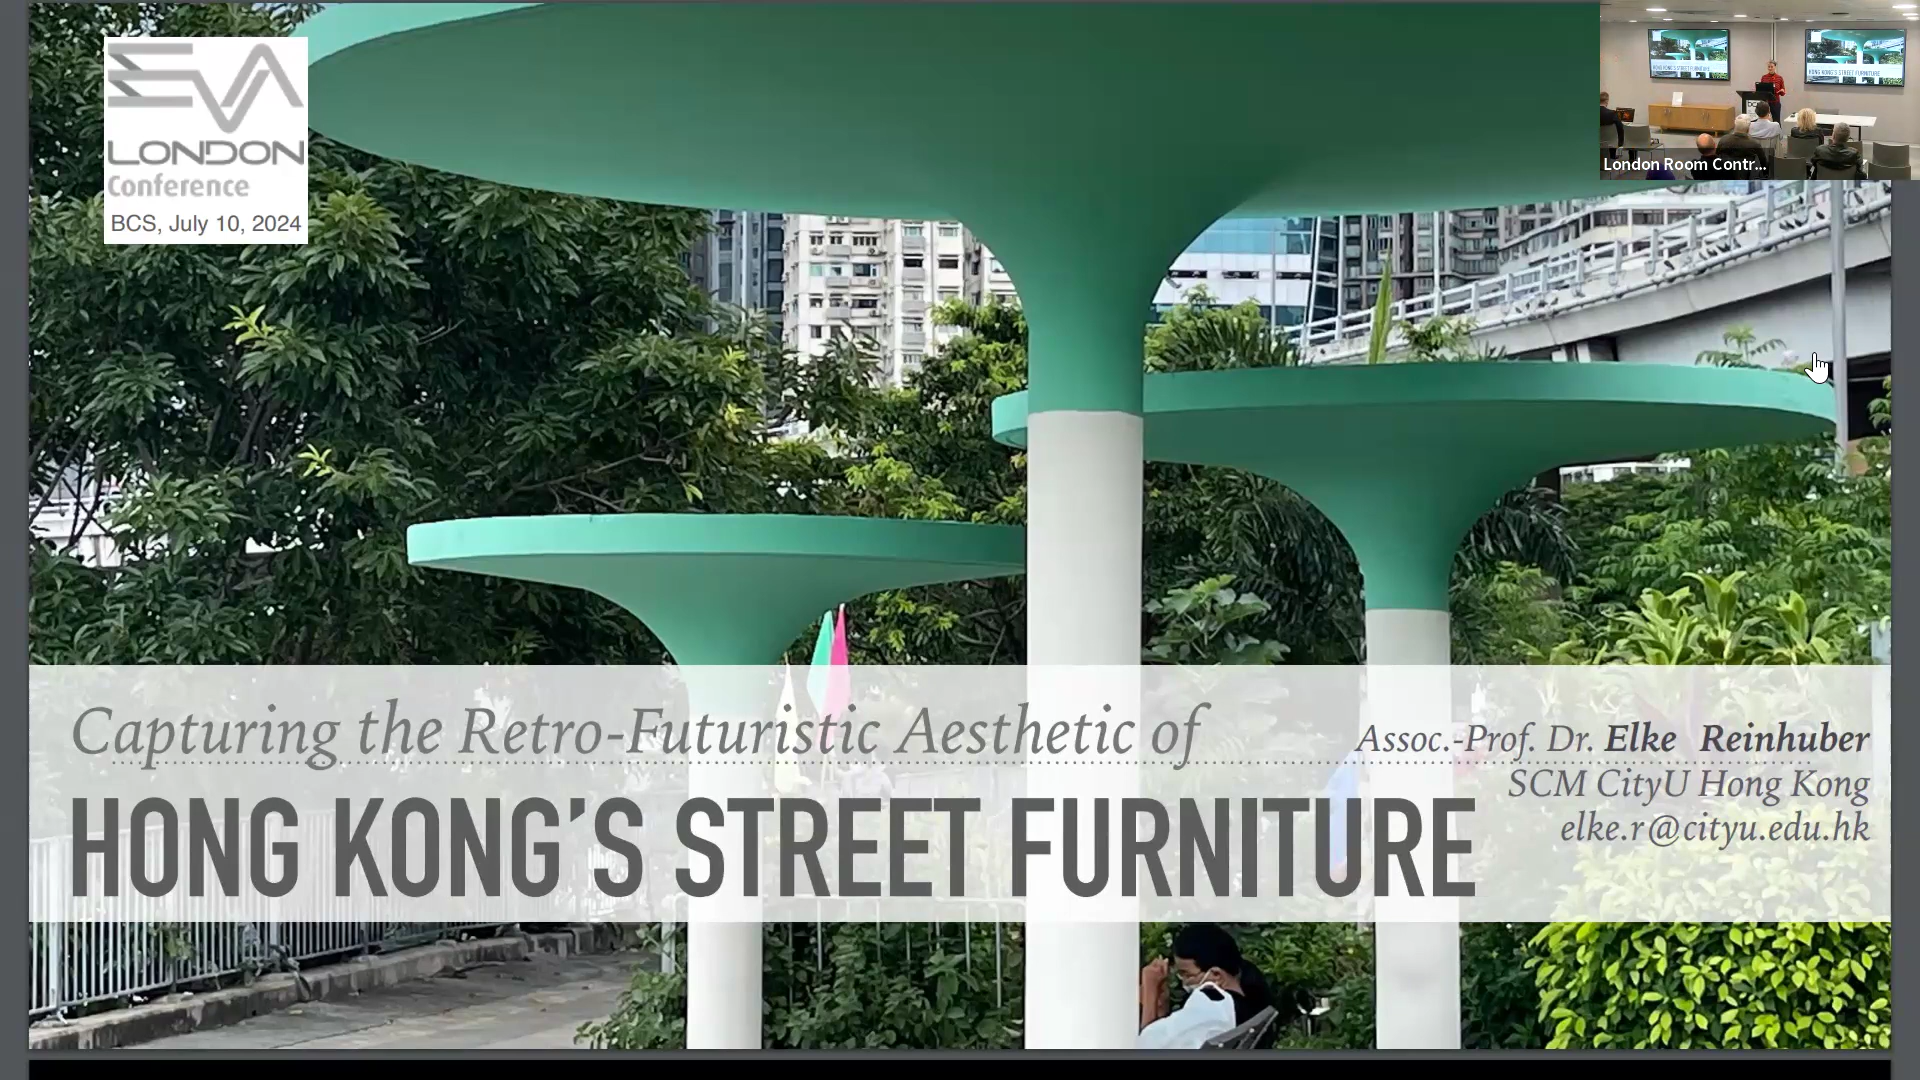 EVA
LONDON
Conference
BCS, July 10, 2024
London Room Contr...
Capturing the Retro-Futuristic Aesthetic of
HONG KONG'S STREET FURNITURE
Assoc.-Prof. Dr. Elke Reinhuber
SCM CityU Hong Kong
elke.r@cityu.edu.hk